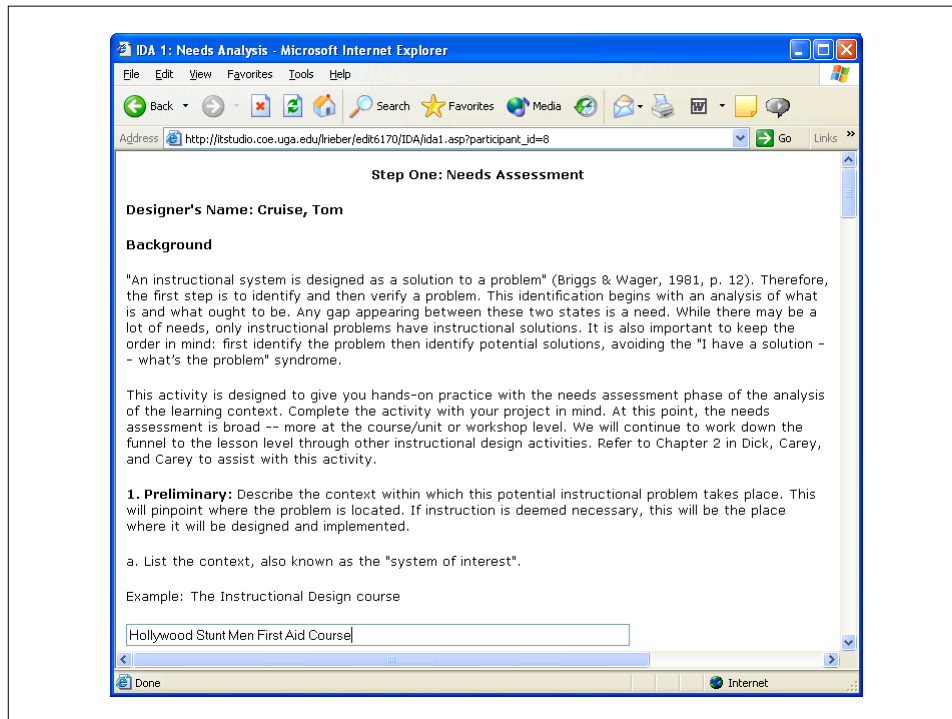 IDA 1: Needs Analysis - Microsoft Internet Explorer
File Edit View Favorites Tools Help
Back Search Favorites Media
Address http://itstudio.coe.uga.edu/lrieber/edit6170/IDA/ida1.asp?participant_id=8 Go Links »
Step One: Needs Assessment
Designer's Name: Cruise, Tom
Background
"An instructional system is designed as a solution to a problem" (Briggs & Wager, 1981, p. 12). Therefore,
the first step is to identify and then verify a problem. This identification begins with an analysis of what
is and what ought to be. Any gap appearing between these two states is a need. While there may be a
lot of needs, only instructional problems have instructional solutions. It is also important to keep the
order in mind: first identify the problem then identify potential solutions, avoiding the "I have a solution -
- what's the problem" syndrome.
This activity is designed to give you hands-on practice with the needs assessment phase of the analysis
of the learning context. Complete the activity with your project in mind. At this point, the needs
assessment is broad -- more at the course/unit or workshop level. We will continue to work down the
funnel to the lesson level through other instructional design activities. Refer to Chapter 2 in Dick, Carey,
and Carey to assist with this activity.
1. Preliminary: Describe the context within which this potential instructional problem takes place. This
will pinpoint where the problem is located. If instruction is deemed necessary, this will be the place
where it will be designed and implemented.
a. List the context, also known as the "system of interest".
Example: The Instructional Design course
Hollywood Stunt Men First Aid Course
Done Internet